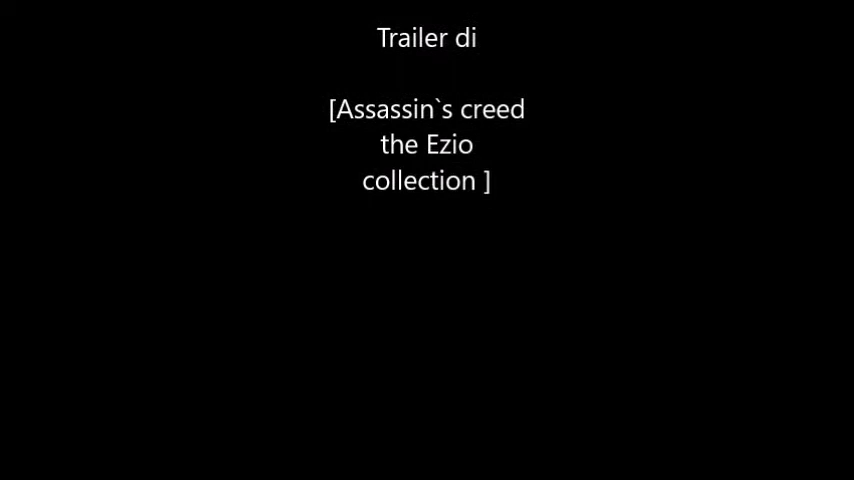 Trailer di
[Assassin`s creed
the Ezio
collection ]